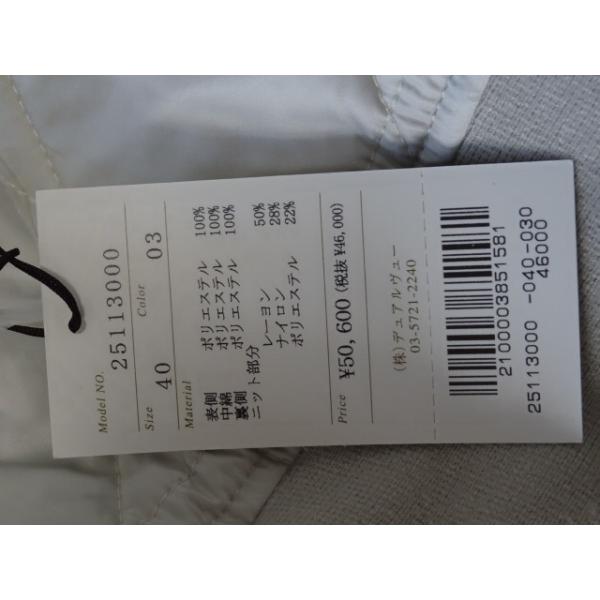 Model NO.
25113000
Size Color
40 03
Material
表側 ポリエステル 100%
中綿 ポリエステル 100%
裏側 ポリエステル 100%
ニット部分
レーヨン 50%
ナイロン 28%
ポリエステル 22%
Price ¥50,600 (税抜 ¥46,000)
(株)デュアルヴュー
03-5721-2240
2100003851581
25113000 -040-030
46000